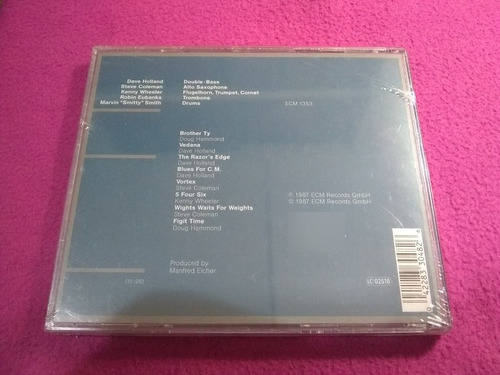 Dave Holland Double-Bass
Steve Coleman Alto Saxophone
Kenny Wheeler Flugelhorn, Trumpet, Cornet
Robin Eubanks Trombone
Marvin "Smitty" Smith Drums
ECM 1353
Brother Ty
Doug Hammond
Vedana
Dave Holland
The Razor's Edge
Dave Holland
Blues For C.M.
Dave Holland
Vortex
Steve Coleman
5 Four Six
Kenny Wheeler
Wights Waits For Weights
Steve Coleman
Figit Time
Doug Hammond
℗ 1987 ECM Records GmbH
© 1987 ECM Records GmbH
Produced by
Manfred Eicher
LC 02516
42283 30482